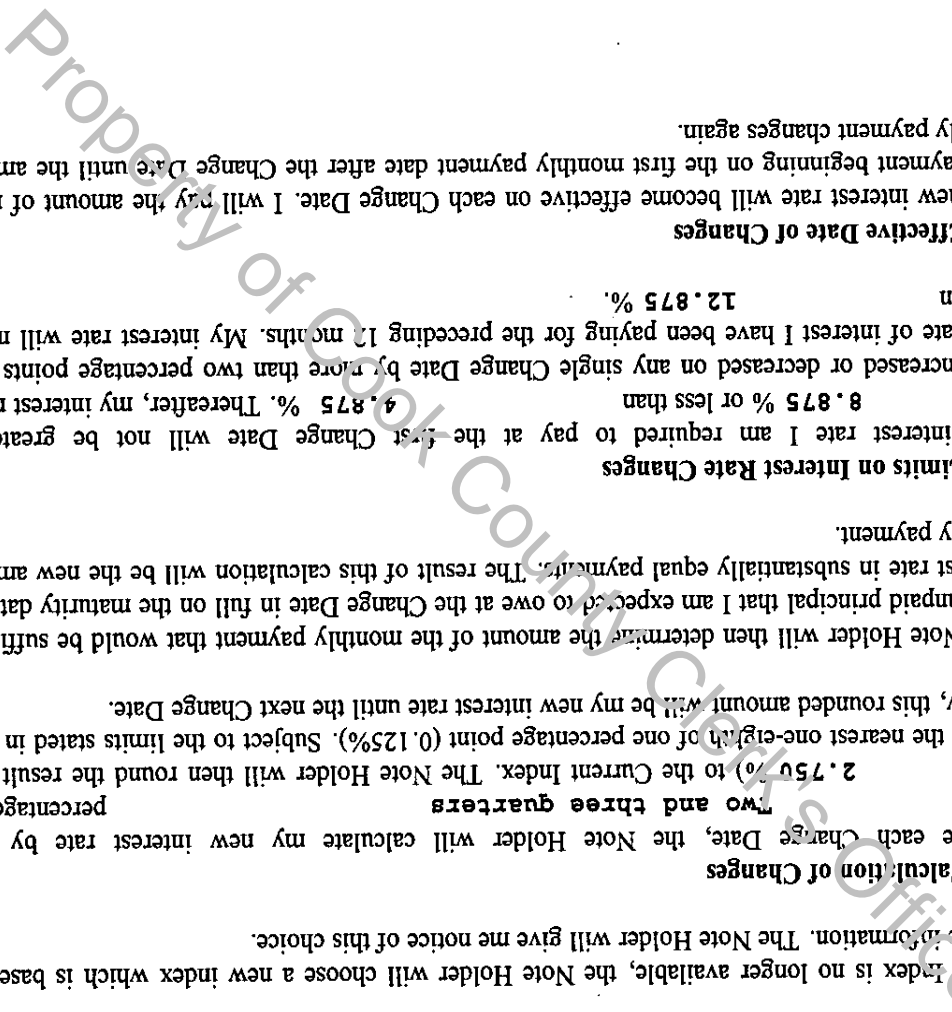 Index is no longer available, the Note Holder will choose a new index which is base
information. The Note Holder will give me notice of this choice.
alculation of Changes
e each Change Date, the Note Holder will calculate my new interest rate by
Two and three quarters percentage
2.750 %) to the Current Index. The Note Holder will then round the result
the nearest one-eighth of one percentage point (0.125%). Subject to the limits stated in
, this rounded amount will be my new interest rate until the next Change Date.
Note Holder will then determine the amount of the monthly payment that would be suffi
npaid principal that I am expected to owe at the Change Date in full on the maturity dat
st rate in substantially equal payments. The result of this calculation will be the new am
y payment.
Limits on Interest Rate Changes
interest rate I am required to pay at the first Change Date will not be greate
8.875 % or less than 4.875 %. Thereafter, my interest r
ncreased or decreased on any single Change Date by more than two percentage points
ate of interest I have been paying for the preceding 12 months. My interest rate will n
n 12.875 %.
Effective Date of Changes
new interest rate will become effective on each Change Date. I will pay the amount of
ayment beginning on the first monthly payment date after the Change Date until the am
ly payment changes again.
Property of Cook County Clerk's Office